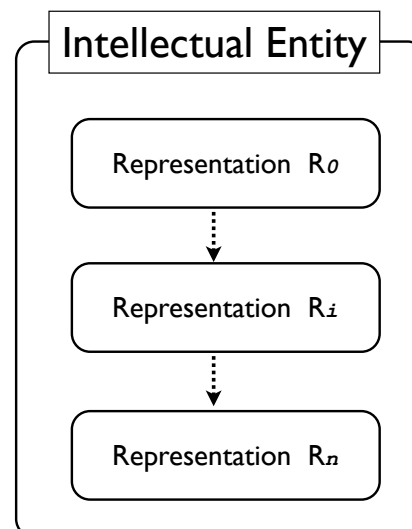 Intellectual Entity
Representation R0
Representation Ri
Representation Rn